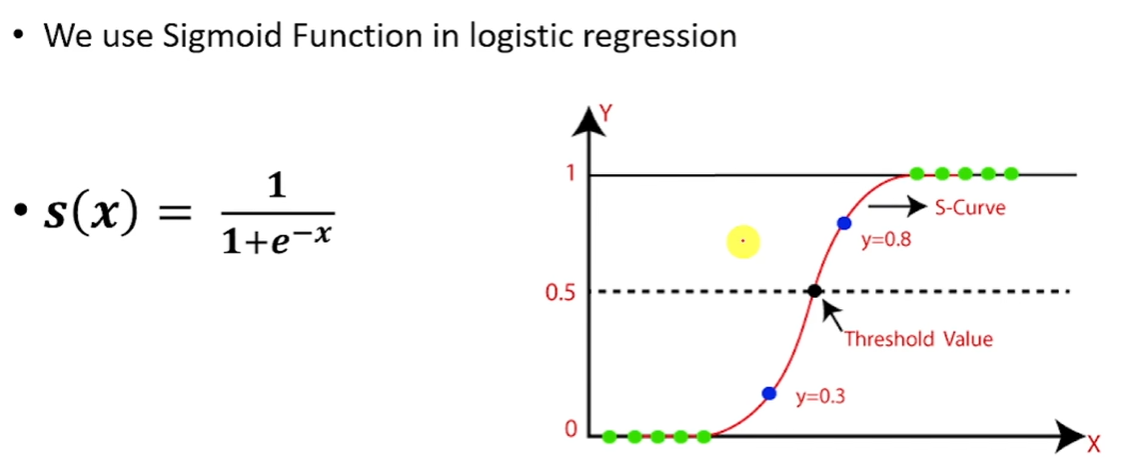 • We use Sigmoid Function in logistic regression
• s(x) = 1 / 1+e^−x
Y
1
S-Curve
y=0.8
0.5
Threshold Value
y=0.3
0
X